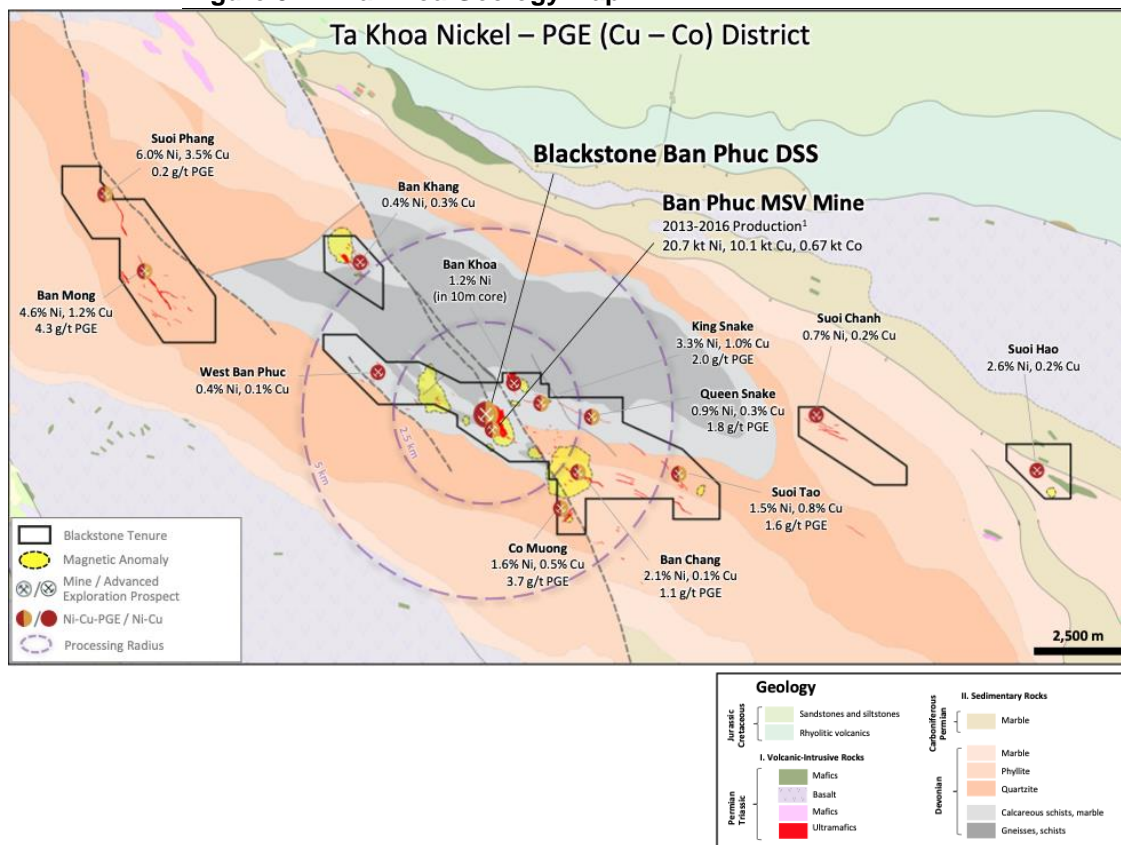 Ta Khoa Nickel – PGE (Cu – Co) District
Suoi Phang
6.0% Ni, 3.5% Cu
0.2 g/t PGE
Blackstone Ban Phuc DSS
Ban Khang
0.4% Ni, 0.3% Cu
Ban Phuc MSV Mine
2013-2016 Production¹
20.7 kt Ni, 10.1 kt Cu, 0.67 kt Co
Ban Khoa
1.2% Ni
(in 10m core)
Ban Mong
4.6% Ni, 1.2% Cu
4.3 g/t PGE
King Snake
3.3% Ni, 1.0% Cu
2.0 g/t PGE
Suoi Chanh
0.7% Ni, 0.2% Cu
Suoi Hao
2.6% Ni, 0.2% Cu
West Ban Phuc
0.4% Ni, 0.1% Cu
Queen Snake
0.9% Ni, 0.3% Cu
1.8 g/t PGE
2.5 km
5 km
Suoi Tao
1.5% Ni, 0.8% Cu
1.6 g/t PGE
Co Muong
1.6% Ni, 0.5% Cu
3.7 g/t PGE
Ban Chang
2.1% Ni, 0.1% Cu
1.1 g/t PGE
Blackstone Tenure
Magnetic Anomaly
Mine / Advanced
Exploration Prospect
Ni-Cu-PGE / Ni-Cu
Processing Radius
2,500 m
Geology
Jurassic
Cretaceous
Sandstones and siltstones
Rhyolitic volcanics
I. Volcanic-Intrusive Rocks
Permian
Triassic
Mafics
Basalt
Mafics
Ultramafics
II. Sedimentary Rocks
Carboniferous
Permian
Marble
Devonian
Marble
Phyllite
Quartzite
Calcareous schists, marble
Gneisses, schists